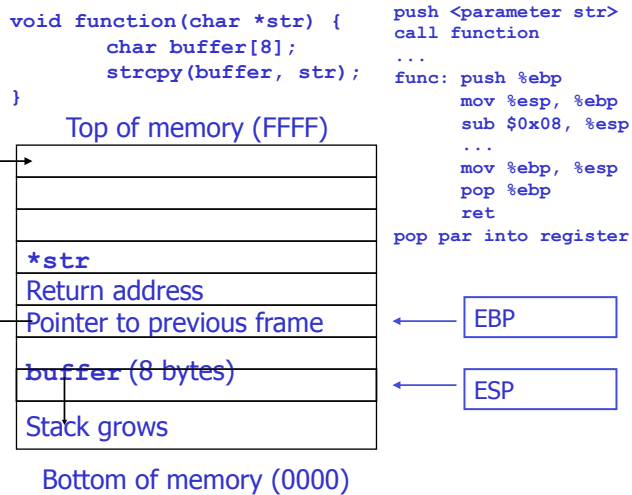 void function(char *str) {
char buffer[8];
strcpy(buffer, str);
}
push <parameter str>
call function
...
func: push %ebp
mov %esp, %ebp
sub $0x08, %esp
...
mov %ebp, %esp
pop %ebp
ret
pop par into register
Top of memory (FFFF)
*str
Return address
Pointer to previous frame
EBP
buffer (8 bytes)
ESP
Stack grows
Bottom of memory (0000)